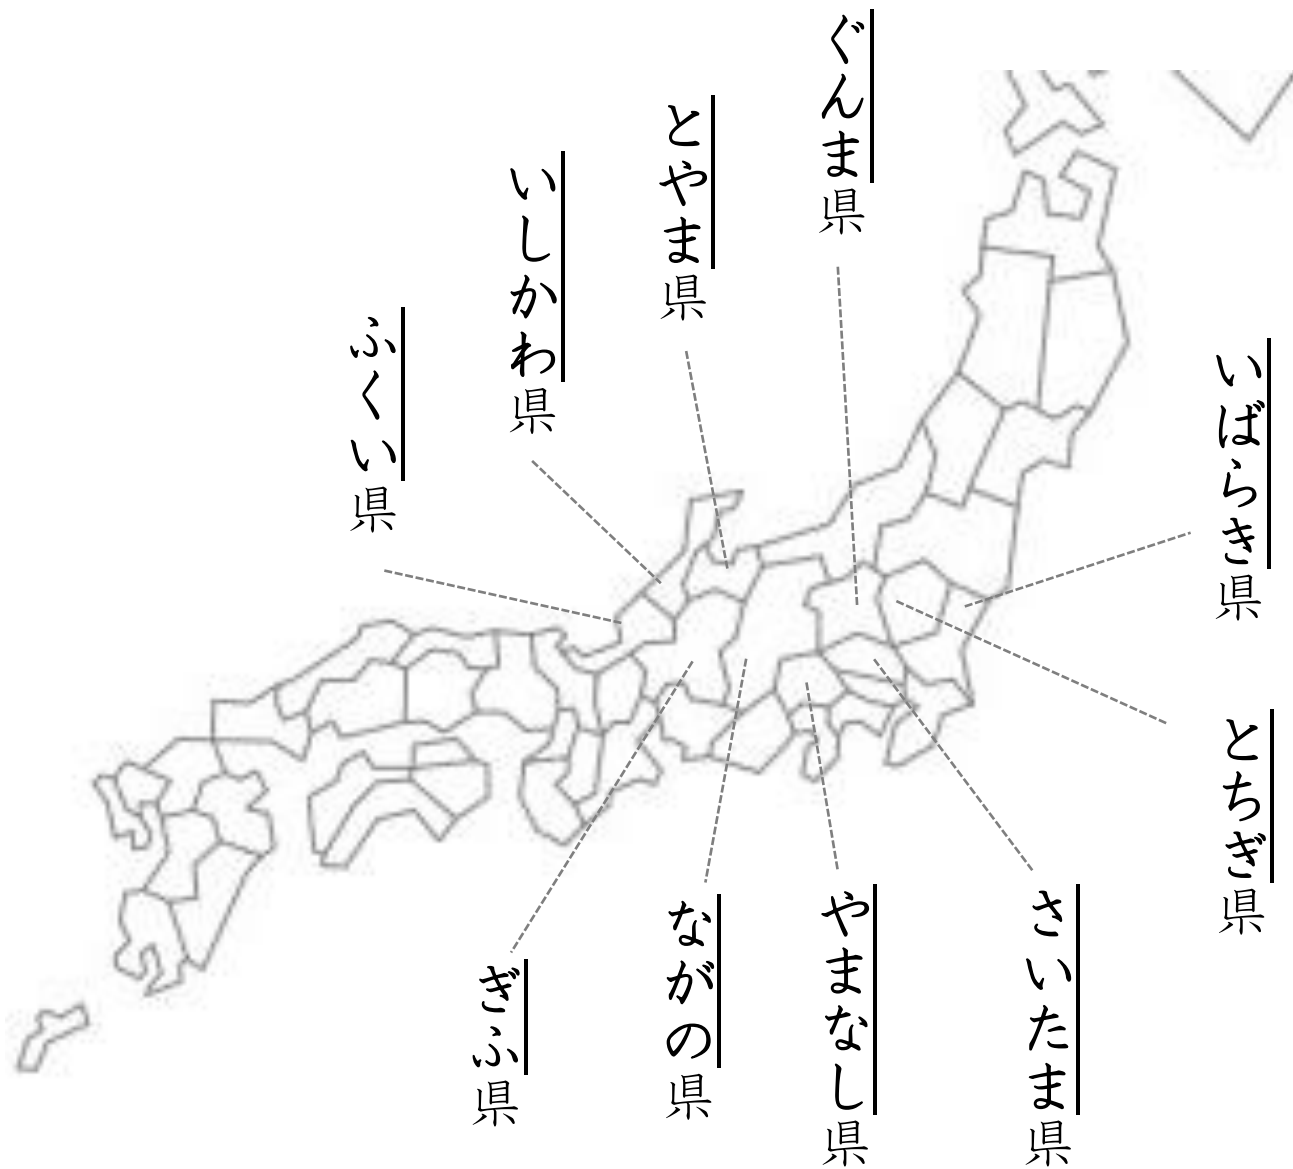 いばらき県
とちぎ県
ぐんま県
さいたま県
とやま県
いしかわ県
ふくい県
やまなし県
ながの県
ぎふ県